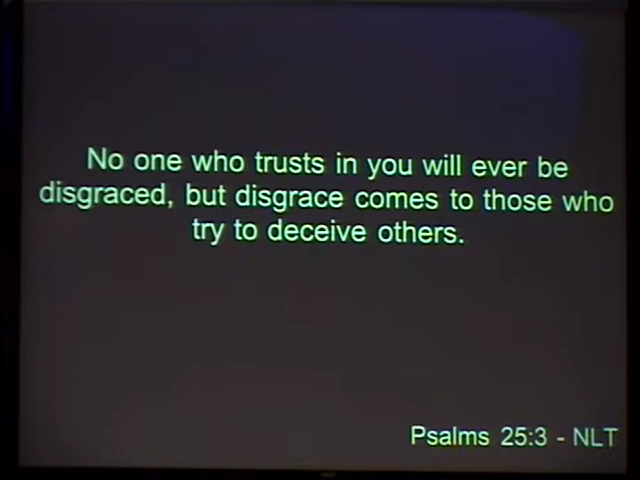 No one who trusts in you will ever be
disgraced, but disgrace comes to those who
try to deceive others.
Psalms 25:3 - NLT